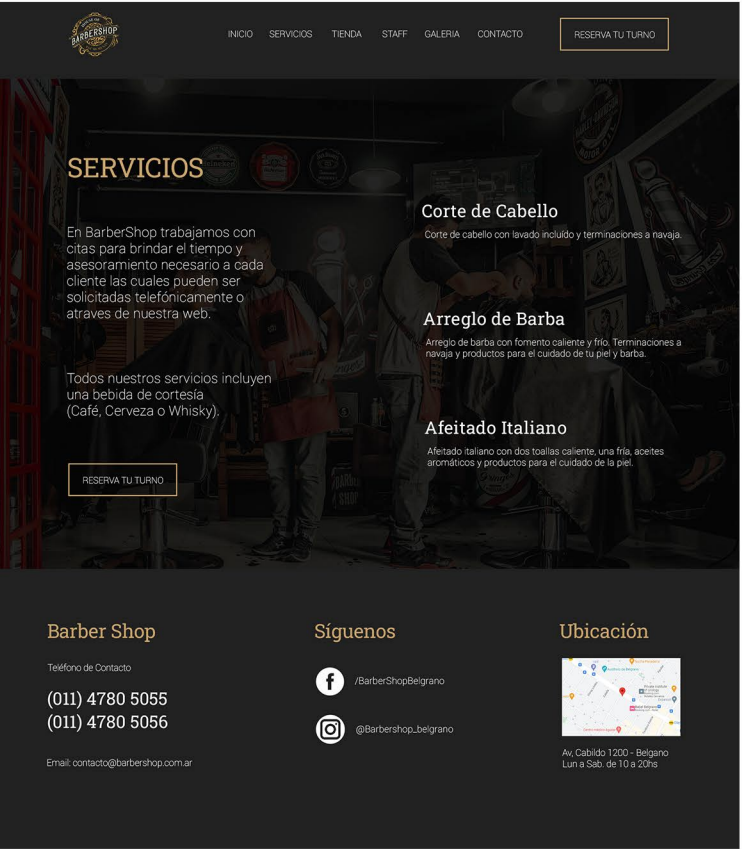 BARBERSHOP
INICIO SERVICIOS TIENDA STAFF GALERIA CONTACTO
RESERVA TU TURNO
SERVICIOS
En BarberShop trabajamos con
citas para brindar el tiempo y
asesoramiento necesario a cada
cliente las cuales pueden ser
solicitadas telefónicamente o
atraves de nuestra web.
Todos nuestros servicios incluyen
una bebida de cortesía
(Café, Cerveza o Whisky).
RESERVA TU TURNO
Corte de Cabello
Corte de cabello con lavado incluído y terminaciones a navaja.
Arreglo de Barba
Arreglo de barba con fomento caliente y frío. Terminaciones a
navaja y productos para el cuidado de tu piel y barba.
Afeitado Italiano
Afeitado italiano con dos toallas caliente, una fría, aceites
aromáticos y productos para el cuidado de la piel.
Heineken
HARLEY-DAVIDSON
Barber Shop
Teléfono de Contacto
(011) 4780 5055
(011) 4780 5056
Email: contacto@barbershop.com.ar
Síguenos
/BarberShopBelgrano
@Barbershop_belgrano
Ubicación
Av, Cabildo 1200 - Belgano
Lun a Sab. de 10 a 20hs